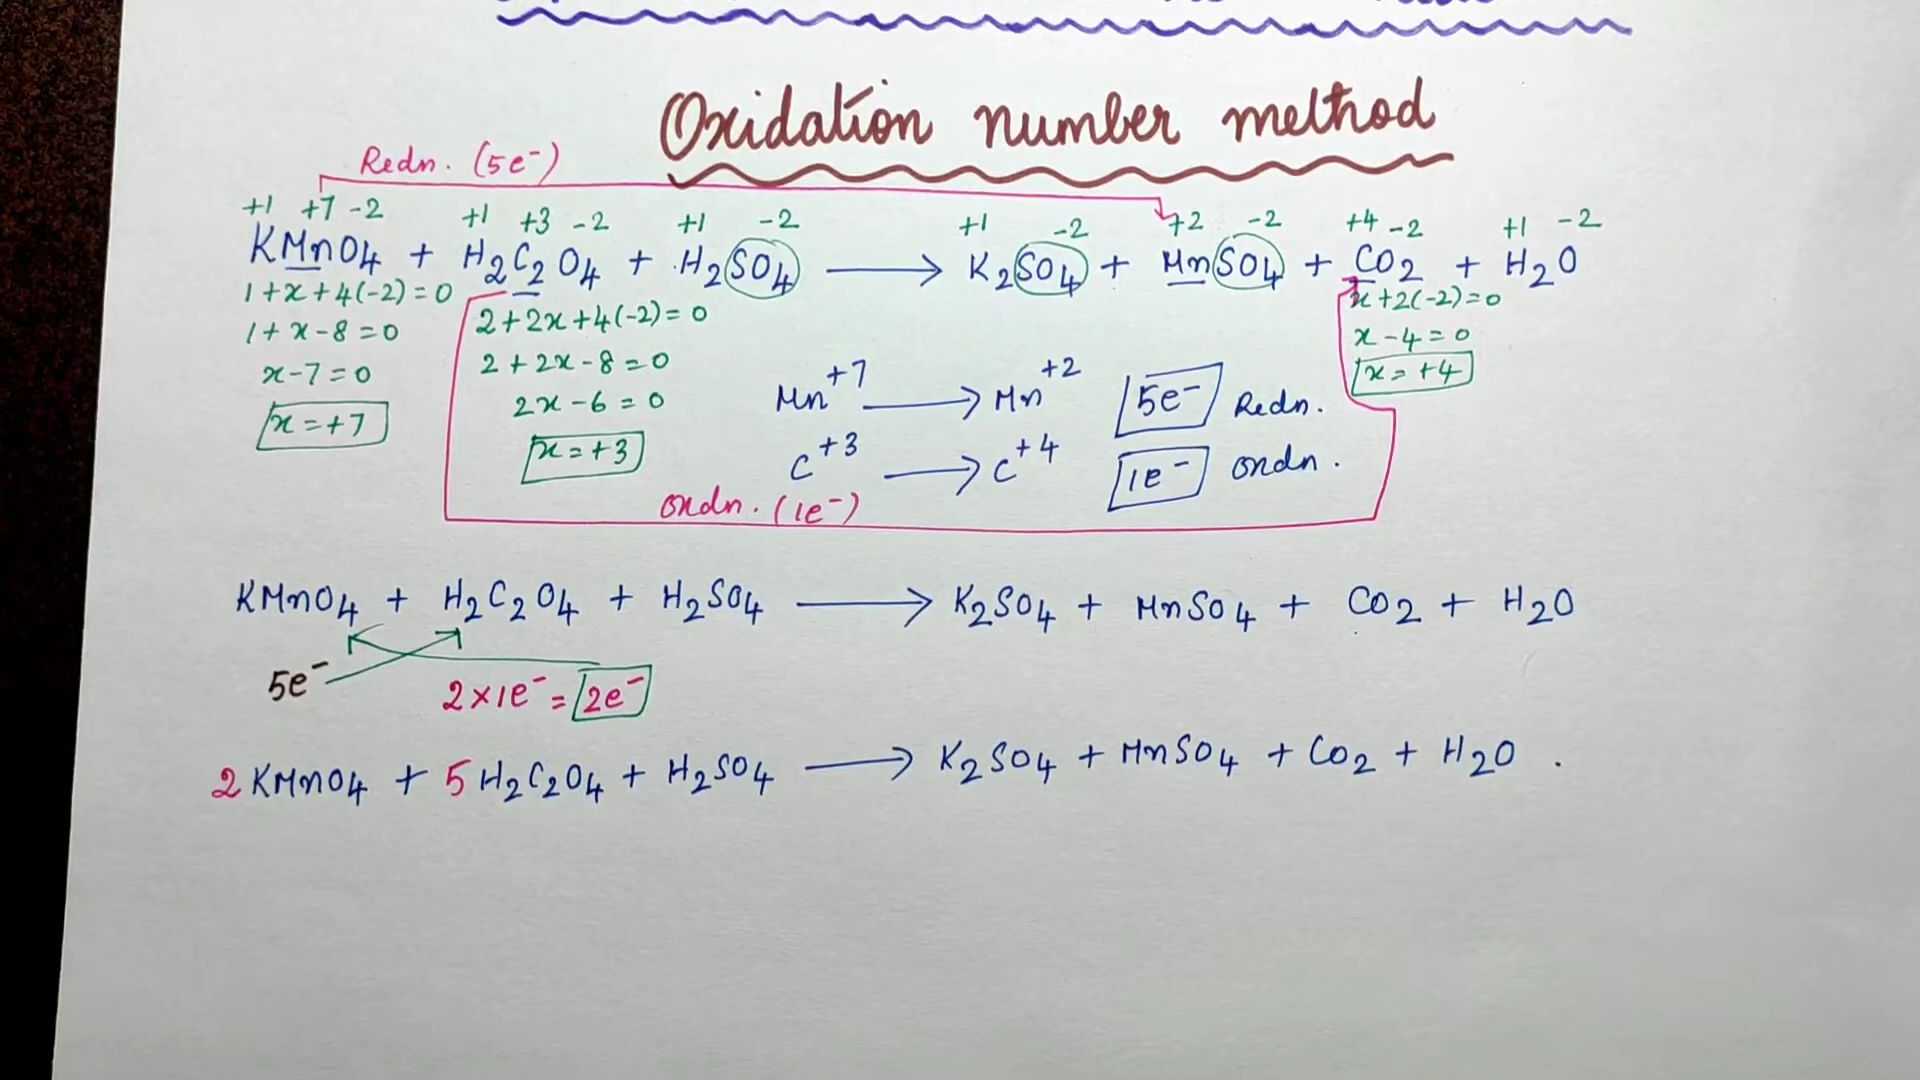 Oxidation number method
Redn. (5e⁻)
+1 +7 -2 +1 +3 -2 +1 -2 +1 -2 +2 -2 +4 -2 +1 -2
KMnO4 + H2C2O4 + H2SO4 ⟶ K2SO4 + MnSO4 + CO2 + H2O
1+x+4(-2)=0
1+x-8=0
x-7=0
x=+7
2+2x+4(-2)=0
2+2x-8=0
2x-6=0
x=+3
x+2(-2)=0
x-4=0
x=+4
Mn⁺⁷ ⟶ Mn⁺² 5e⁻ Redn.
C⁺³ ⟶ C⁺⁴ 1e⁻ oxdn.
oxdn. (1e⁻)
KMnO4 + H2C2O4 + H2SO4 ⟶ K2SO4 + MnSO4 + CO2 + H2O
5e⁻ 2×1e⁻ = 2e⁻
2 KMnO4 + 5 H2C2O4 + H2SO4 ⟶ K2SO4 + MnSO4 + CO2 + H2O .